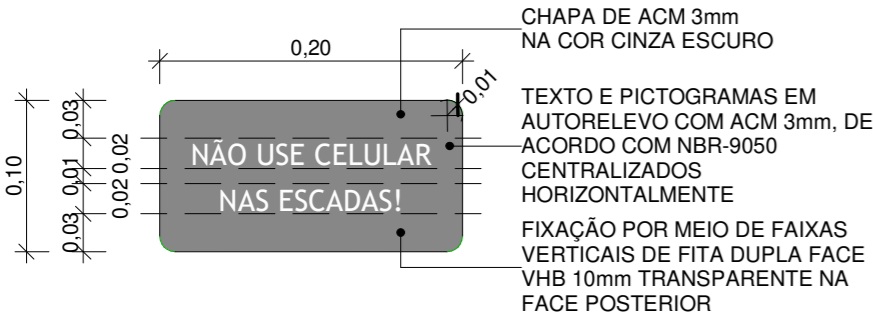 CHAPA DE ACM 3mm
NA COR CINZA ESCURO
0,20
0,01
TEXTO E PICTOGRAMAS EM
AUTORELEVO COM ACM 3mm, DE
ACORDO COM NBR-9050
CENTRALIZADOS
HORIZONTALMENTE
0,10
0,03
0,02
0,01
0,02
0,03
NÃO USE CELULAR
NAS ESCADAS!
FIXAÇÃO POR MEIO DE FAIXAS
VERTICAIS DE FITA DUPLA FACE
VHB 10mm TRANSPARENTE NA
FACE POSTERIOR